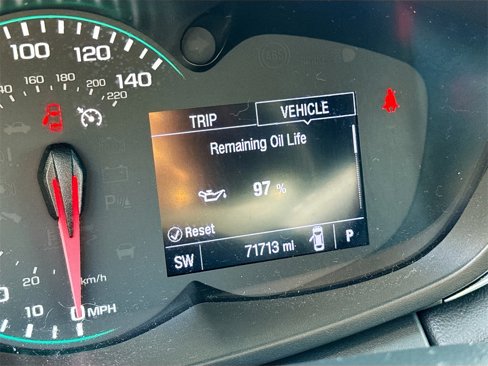 100 120 140
140 160 180 200 220
TRIP VEHICLE
Remaining Oil Life
97 %
Reset
SW 71713 mi P
km/h
10 0 MPH